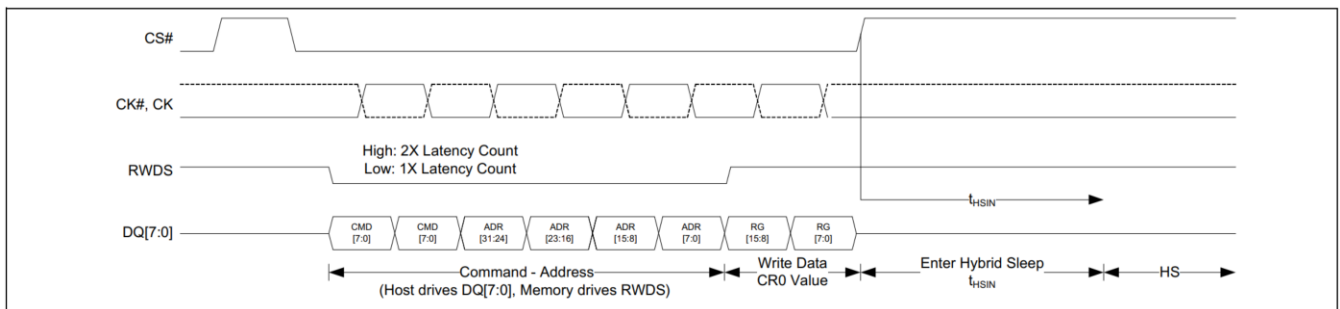 CS#
CK#, CK
High: 2X Latency Count
Low: 1X Latency Count
RWDS
tHSIN
DQ[7:0]
CMD [7:0]
CMD [7:0]
ADR [31:24]
ADR [23:16]
ADR [15:8]
ADR [7:0]
RG [15:8]
RG [7:0]
Command - Address
(Host drives DQ[7:0], Memory drives RWDS)
Write Data
CR0 Value
Enter Hybrid Sleep
tHSIN
HS